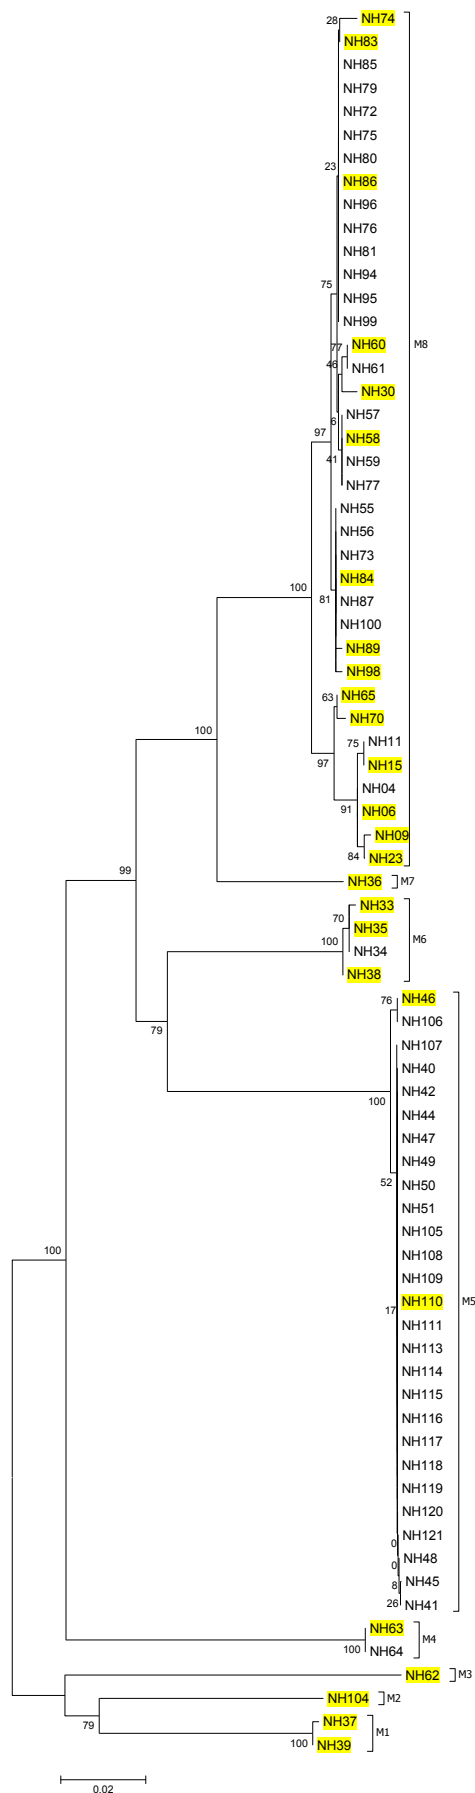 28 NH74
NH83
NH85
NH79
NH72
NH75
NH80
23 NH86
NH96
NH76
NH81
NH94
75 NH95
NH99
77 NH60 M8
46 NH61
NH30
6 NH57
97 NH58
41 NH59
NH77
NH55
NH56
NH73
100 NH84
81 NH87
NH100
NH89
NH98
63 NH65
NH70
100 75 NH11
97 NH15
NH04
91 NH06
NH09
84 NH23
99 NH36 M7
NH33
70 NH35 M6
100 NH34
NH38
76 NH46
NH106
79 NH107
NH40
100 NH42
NH44
NH47
NH49
52 NH50
NH51
NH105
100 NH108
NH109
17 NH110 M5
NH111
NH113
NH114
NH115
NH116
NH117
NH118
NH119
NH120
0 NH121
0 NH48
8 NH45
26 NH41
NH63 M4
100 NH64
NH62 M3
NH104 M2
79 NH37 M1
100 NH39
0.02